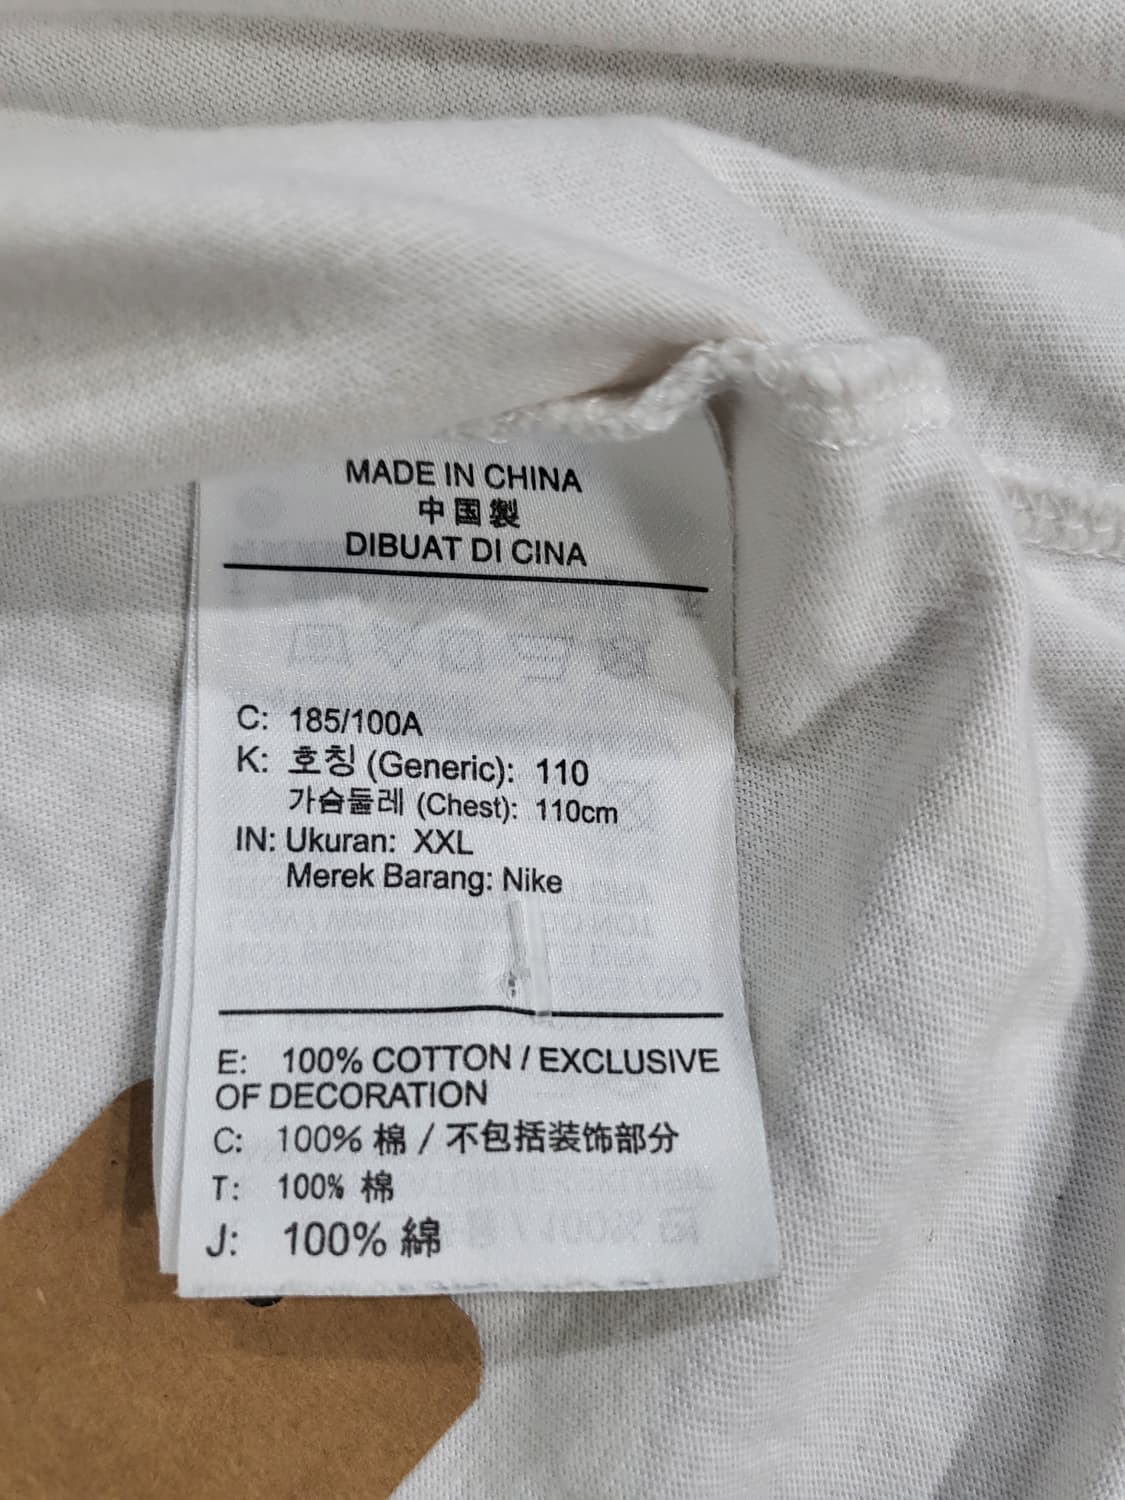 MADE IN CHINA
中国製
DIBUAT DI CINA
C: 185/100A
K: 호칭 (Generic): 110
가슴둘레 (Chest): 110cm
IN: Ukuran: XXL
Merek Barang: Nike
E: 100% COTTON / EXCLUSIVE
OF DECORATION
C: 100% 棉 / 不包括装饰部分
T: 100% 棉
J: 100% 綿